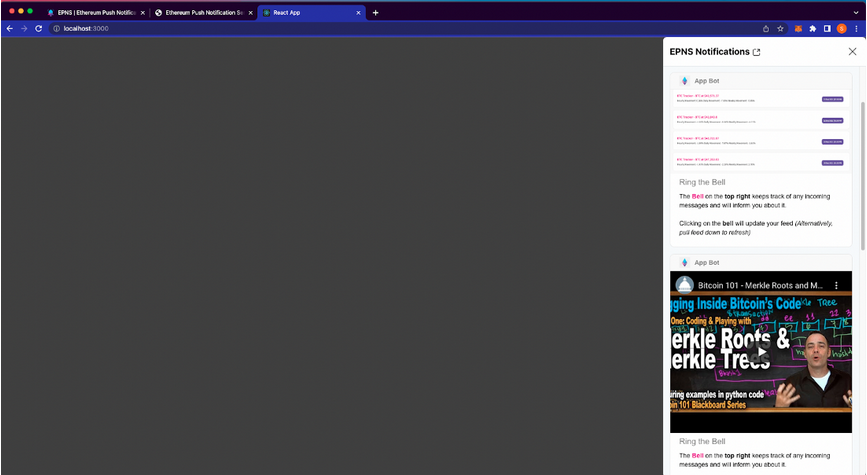 EPNS | Ethereum Push Notific
Ethereum Push Notification Se
React App
localhost:3000
S
EPNS Notifications
App Bot
Ring the Bell
The Bell on the top right keeps track of any incoming
messages and will inform you about it.
Clicking on the bell will update your feed (Alternatively,
pull feed down to refresh)
App Bot
Bitcoin 101 - Merkle Roots and M...
gging Inside Bitcoin's Code
kle Tree
One: Coding & Playing with
erkle Roots &
erkle Trees
uring examples in python code
oin 101 Blackboard Series
Ring the Bell
The Bell on the top right keeps track of any incoming
messages and will inform you about it.